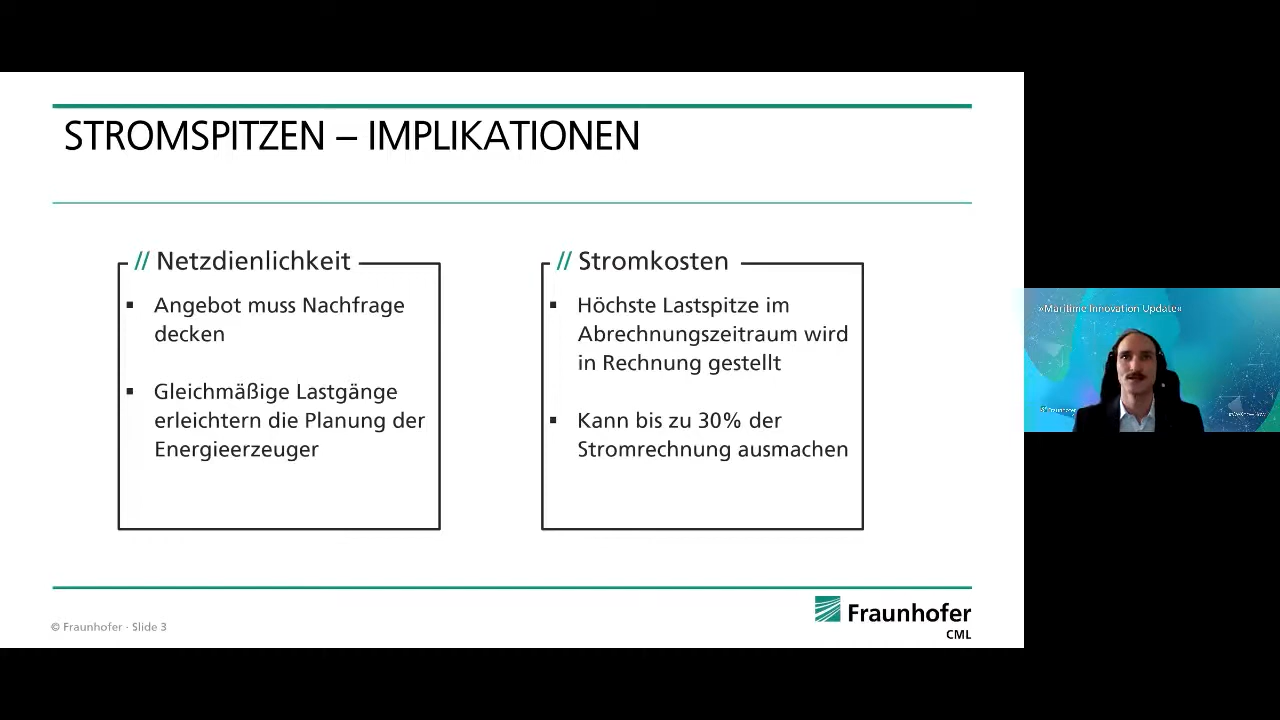 STROMSPITZEN – IMPLIKATIONEN
// Netzdienlichkeit
▪ Angebot muss Nachfrage
decken
▪ Gleichmäßige Lastgänge
erleichtern die Planung der
Energieerzeuger
// Stromkosten
▪ Höchste Lastspitze im
Abrechnungszeitraum wird
in Rechnung gestellt
▪ Kann bis zu 30% der
Stromrechnung ausmachen
© Fraunhofer · Slide 3
Fraunhofer
CML
»Maritime Innovation Update«
Fraunhofer